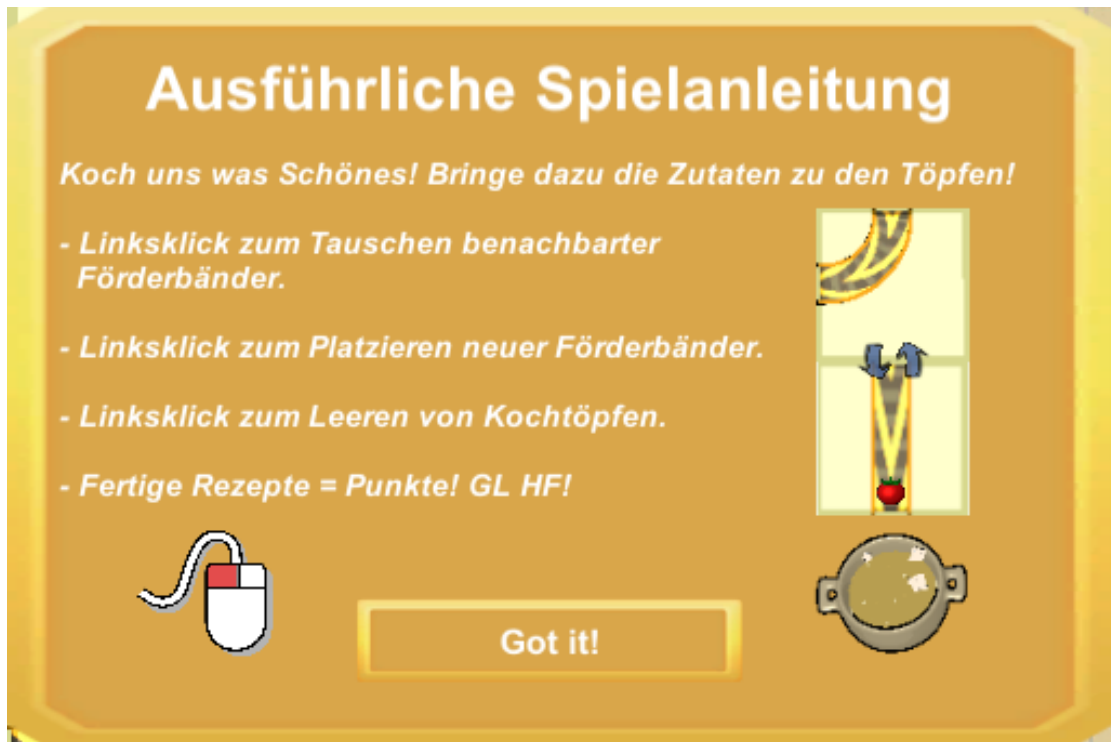 Ausführliche Spielanleitung
Koch uns was Schönes! Bringe dazu die Zutaten zu den Töpfen!
- Linksklick zum Tauschen benachbarter
Förderbänder.
- Linksklick zum Platzieren neuer Förderbänder.
- Linksklick zum Leeren von Kochtöpfen.
- Fertige Rezepte = Punkte! GL HF!
Got it!